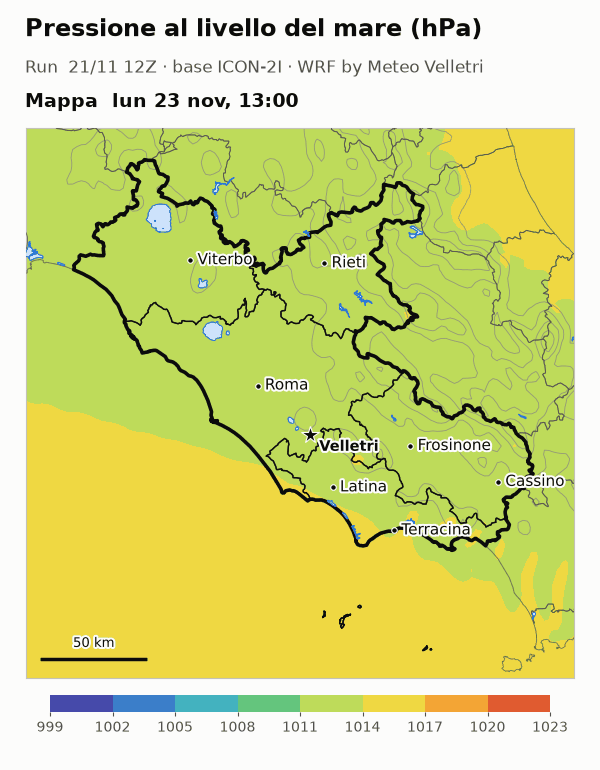 Pressione al livello del mare (hPa)
Run  21/11 12Z · base ICON-2I · WRF by Meteo Velletri
Mappa  lun 23 nov, 13:00
Viterbo
Rieti
Roma
Velletri
Frosinone
Cassino
Latina
Terracina
50 km
999 1002 1005 1008 1011 1014 1017 1020 1023